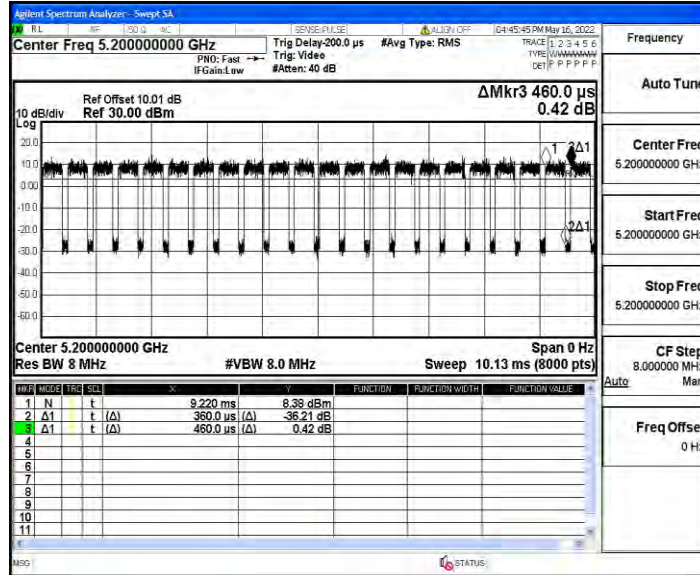 Agilent Spectrum Analyzer - Swept SA
RL RF 50 Ω AC SENSE:PULSE ALIGN OFF 04:45:45 PM May 16, 2022
Center Freq 5.200000000 GHz
PNO: Fast
IFGain:Low
Trig Delay-200.0 µs
Trig: Video
#Atten: 40 dB
#Avg Type: RMS
TRACE 1 2 3 4 5 6
TYPE WWWWWW
DET P P P P P P
Frequency
Auto Tune
Center Freq
5.200000000 GHz
Start Freq
5.200000000 GHz
Stop Freq
5.200000000 GHz
CF Step
8.000000 MHz
Auto Man
Freq Offset
0 Hz
ΔMkr3 460.0 µs
0.42 dB
Ref Offset 10.01 dB
10 dB/div Ref 30.00 dBm
Log
20.0
10.0
0.00
-10.0
-20.0
-30.0
-40.0
-50.0
-60.0
1 3Δ1
2Δ1
Center 5.200000000 GHz Span 0 Hz
Res BW 8 MHz #VBW 8.0 MHz Sweep 10.13 ms (8000 pts)
MKR MODE TRC SCL X Y FUNCTION FUNCTION WIDTH FUNCTION VALUE
1 N t 9.220 ms 8.38 dBm
2 Δ1 t (Δ) 360.0 µs (Δ) -36.21 dB
3 Δ1 t (Δ) 460.0 µs (Δ) 0.42 dB
4
5
6
7
8
9
10
11
MSG STATUS